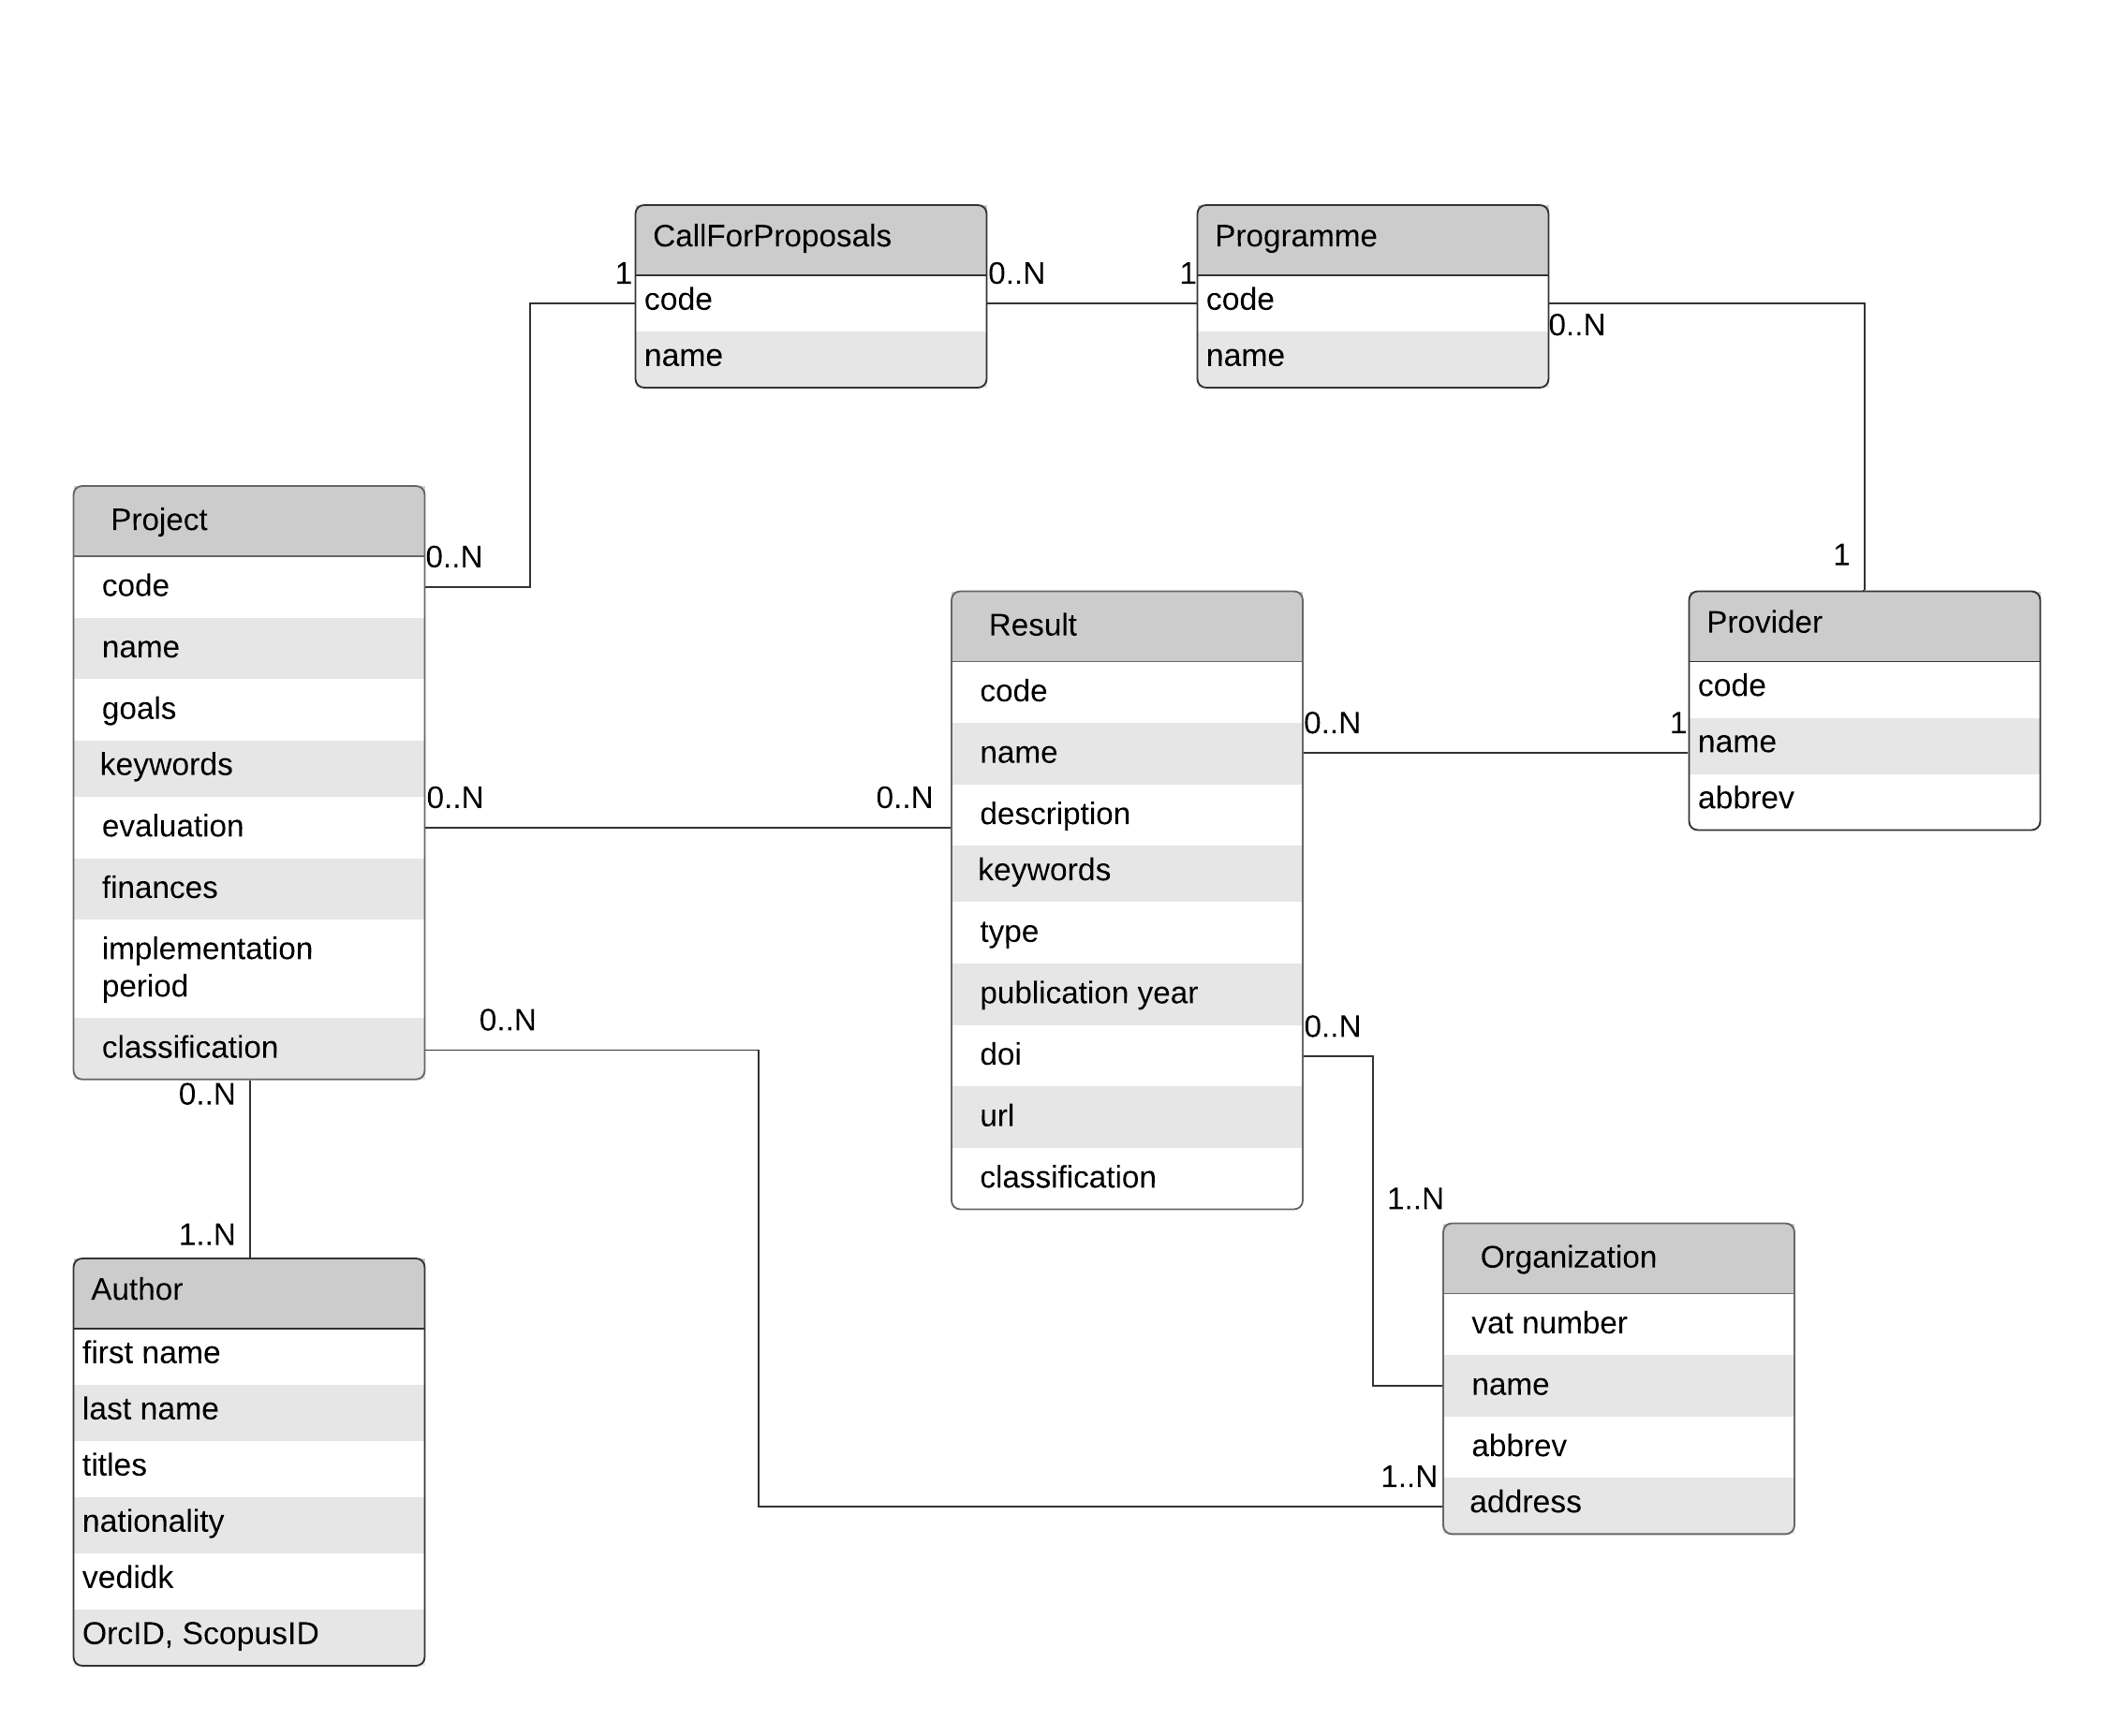 CallForProposals
1
code
name
0..N
1
Programme
code
name
0..N
1
Project
0..N
code
name
goals
keywords
evaluation
finances
implementation
period
classification
0..N
0..N
0..N
0..N
1..N
Result
code
name
description
keywords
type
publication year
doi
url
classification
0..N
1
0..N
Provider
code
name
abbrev
1..N
Organization
vat number
name
abbrev
address
1..N
Author
first name
last name
titles
nationality
vedidk
OrcID, ScopusID